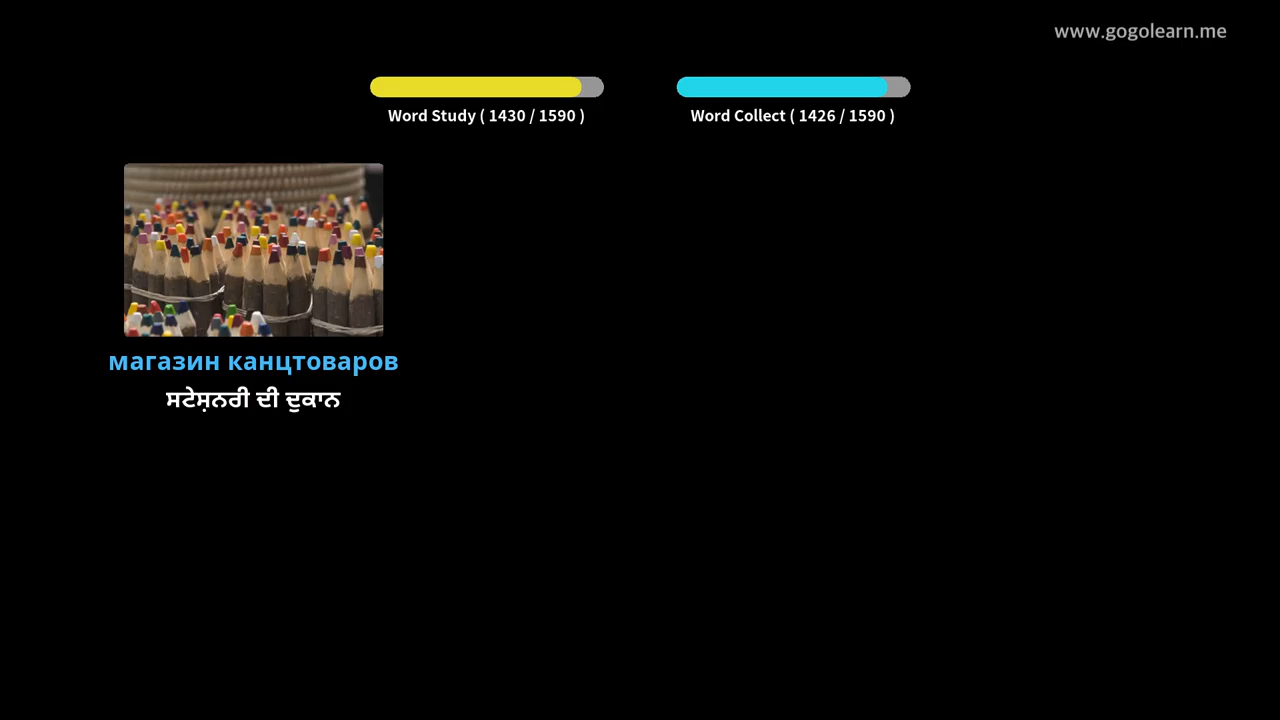 www.gogolearn.me
Word Study ( 1430 / 1590 )
Word Collect ( 1426 / 1590 )
магазин канцтоваров
ਸਟੇਸ਼ਨਰੀ ਦੀ ਦੁਕਾਨ